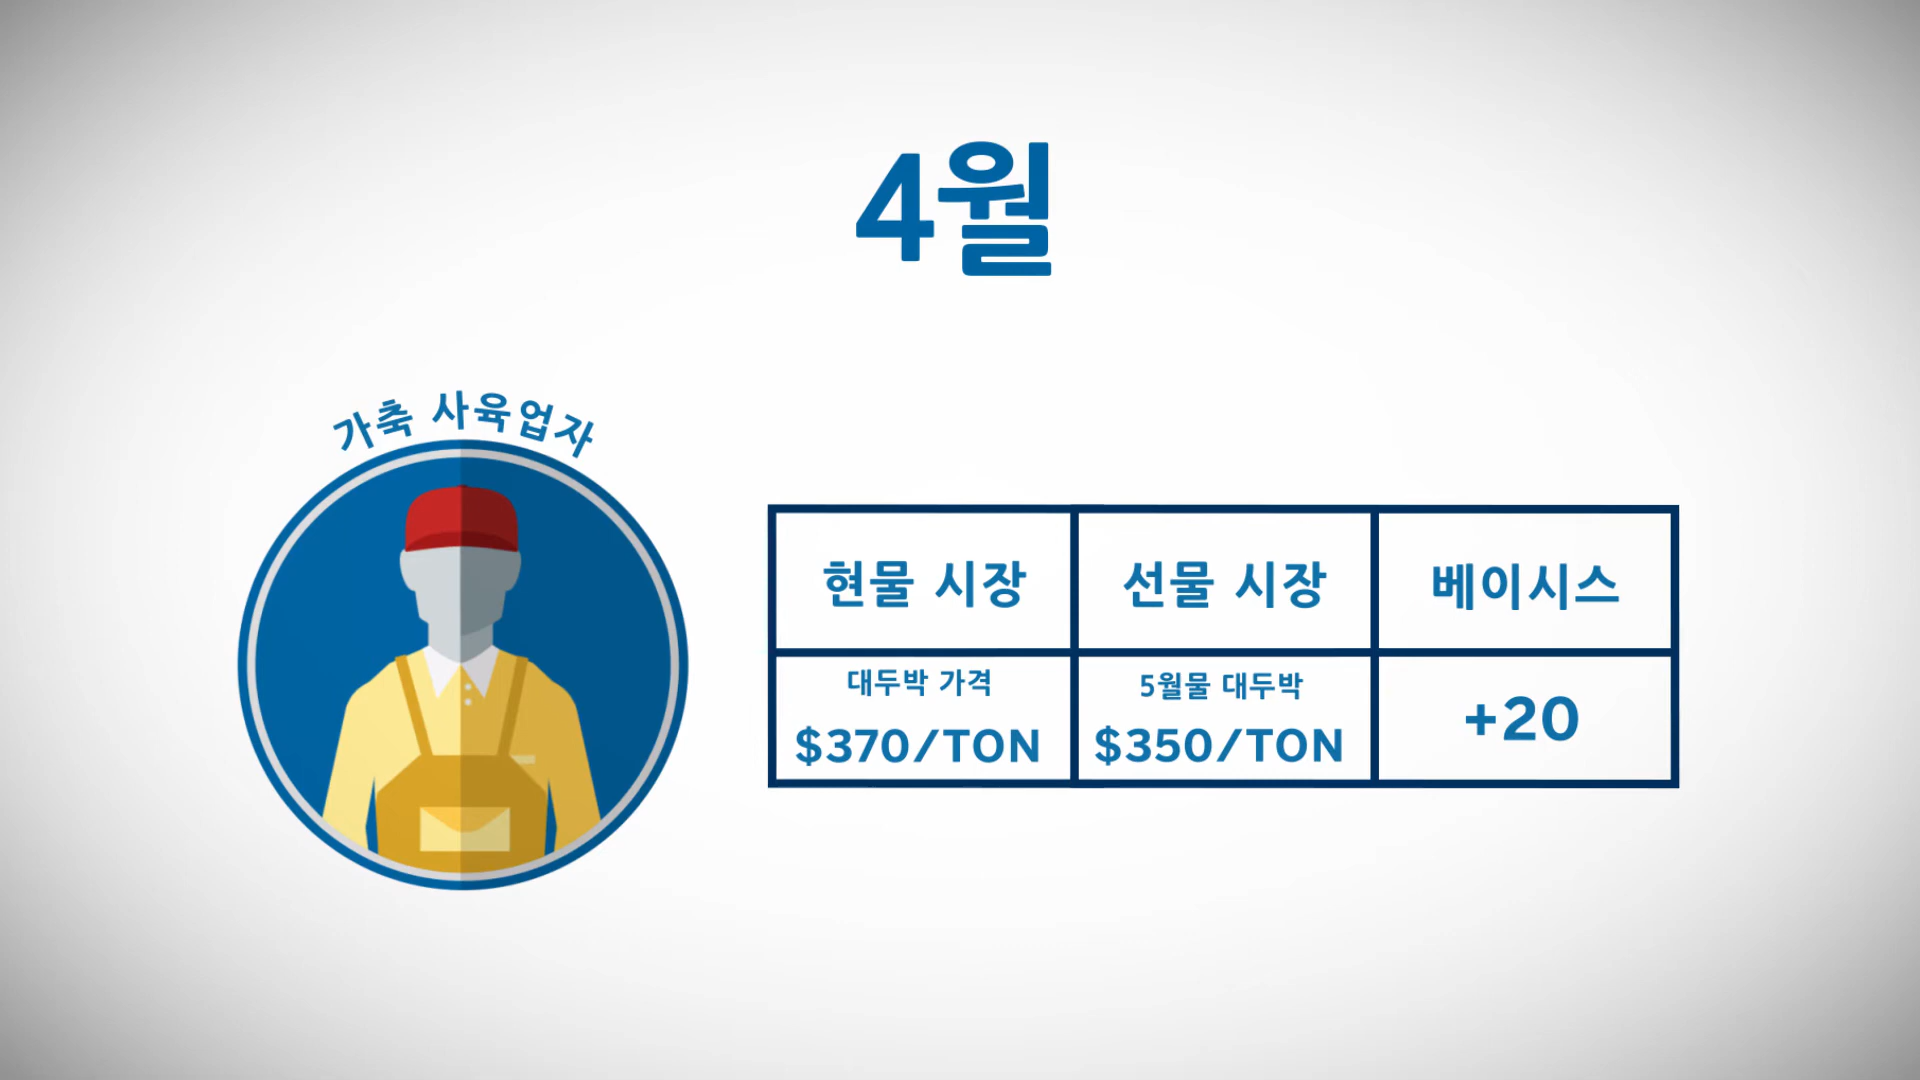 4월
가축 사육업자
현물 시장
선물 시장
베이시스
대두박 가격
$370/TON
5월물 대두박
$350/TON
+20